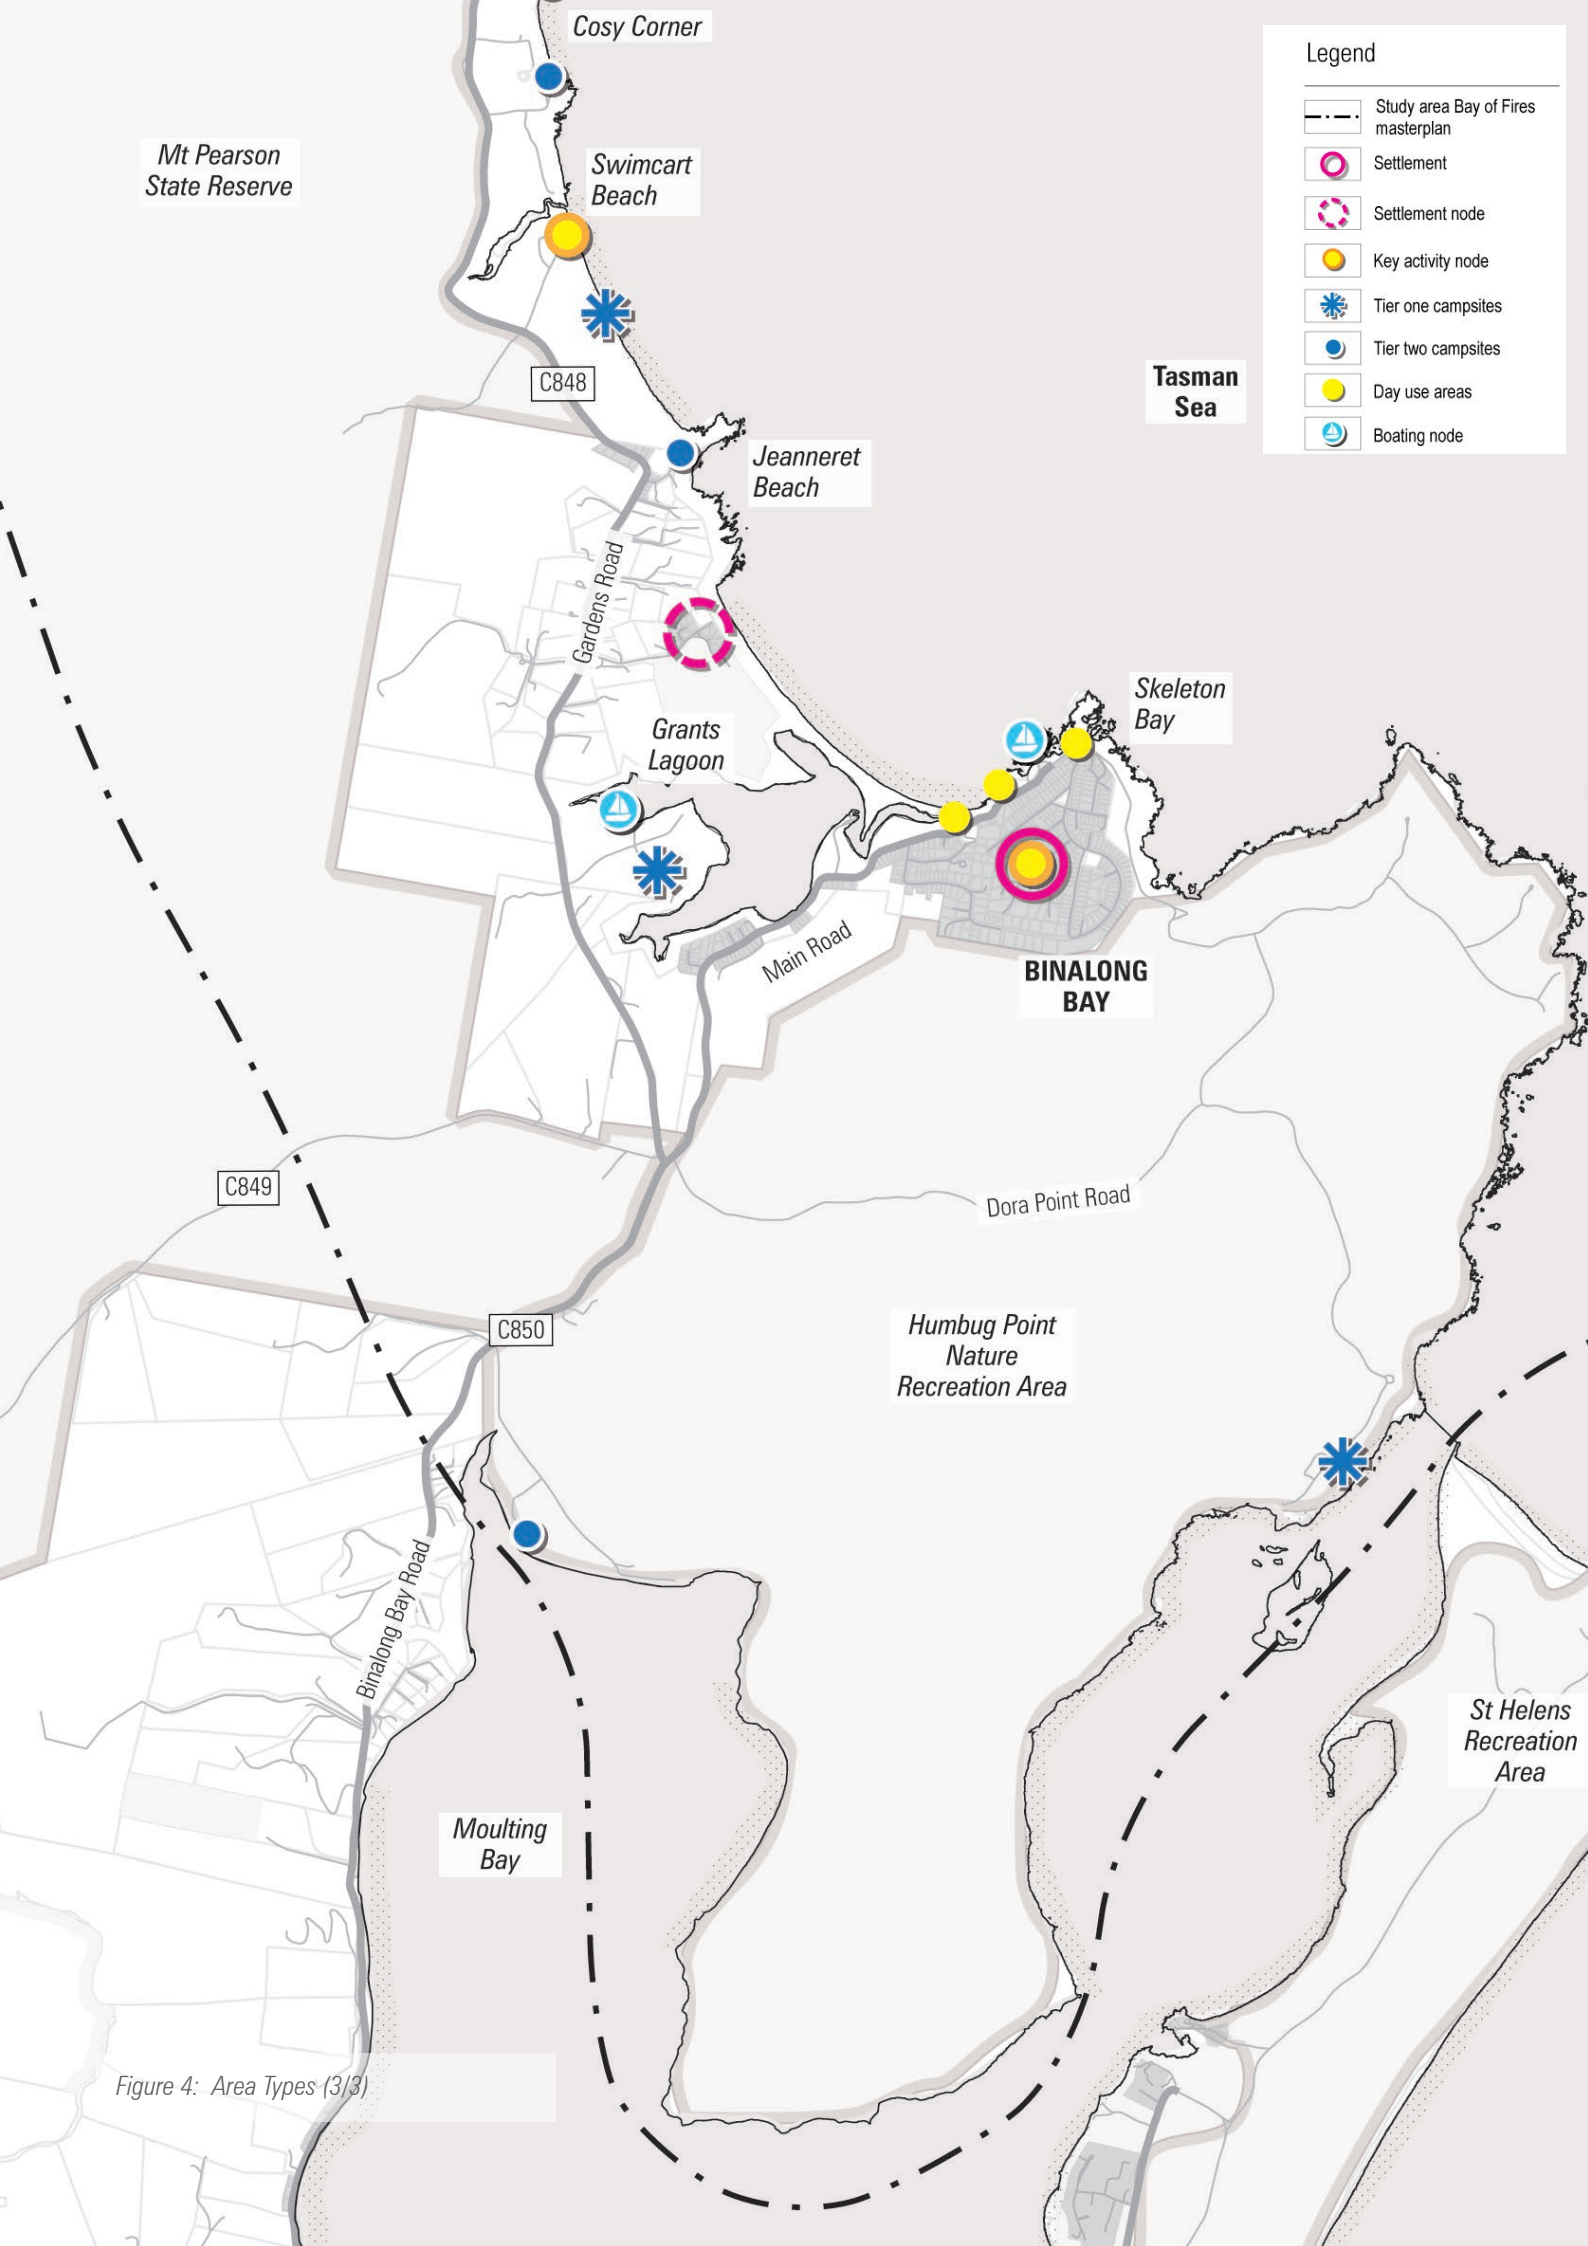 Cosy Corner
Legend
Study area Bay of Fires
masterplan
Settlement
Settlement node
Key activity node
Tier one campsites
Tier two campsites
Day use areas
Boating node
Mt Pearson
State Reserve
Swimcart
Beach
C848
Tasman
Sea
Jeanneret
Beach
Gardens Road
Skeleton
Bay
Grants
Lagoon
Main Road
BINALONG
BAY
C849
Dora Point Road
C850
Humbug Point
Nature
Recreation Area
Binalong Bay Road
St Helens
Recreation
Area
Moulting
Bay
Figure 4: Area Types (3/3)